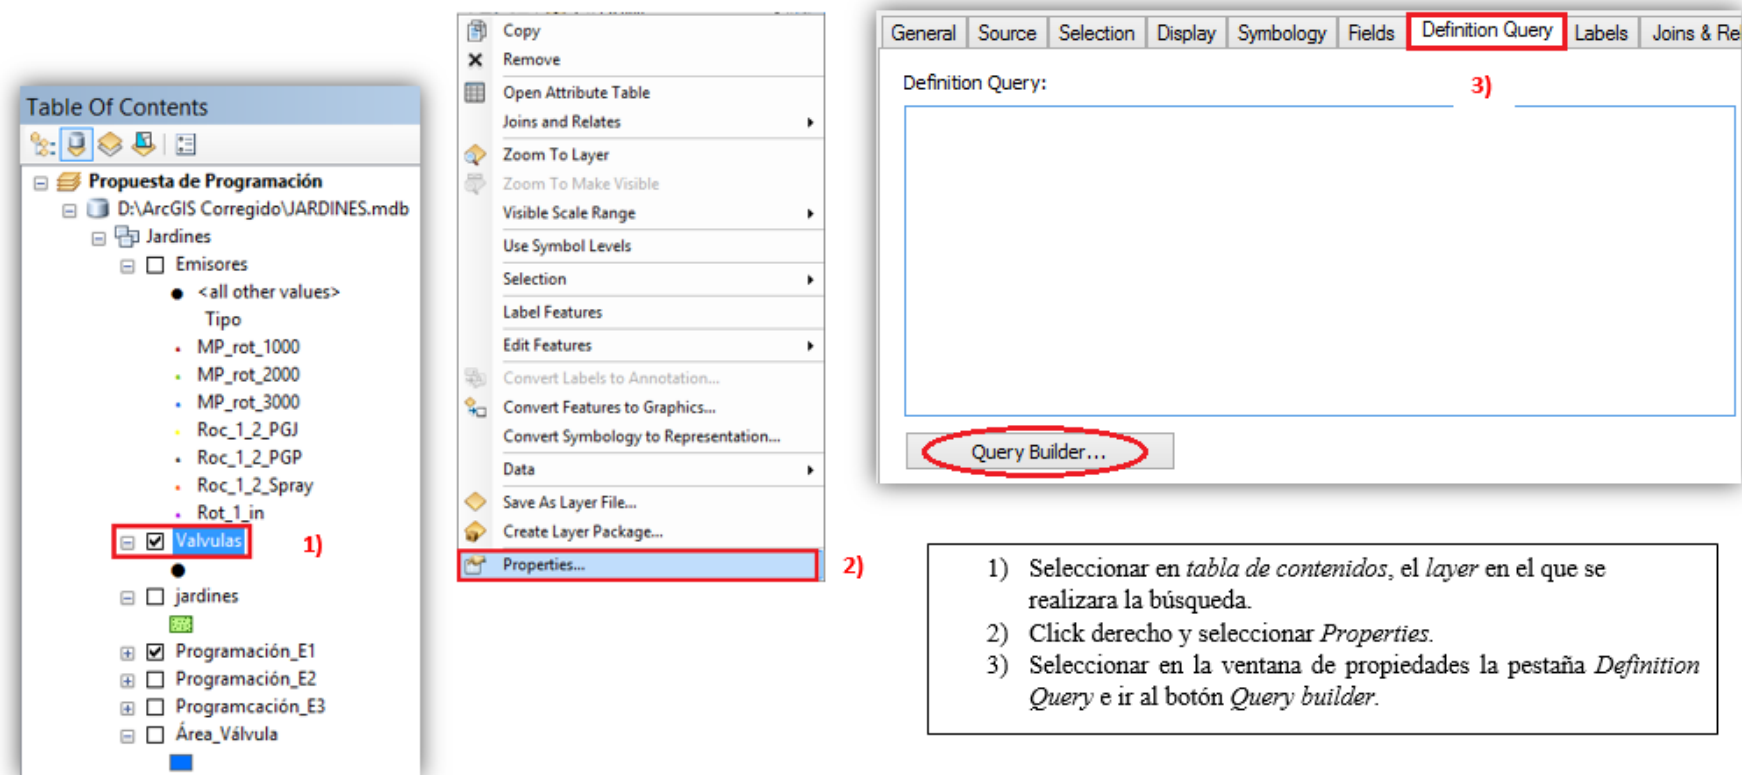 Table Of Contents
Propuesta de Programación
D:\ArcGIS Corregido\JARDINES.mdb
Jardines
Emisores
<all other values>
Tipo
MP_rot_1000
MP_rot_2000
MP_rot_3000
Roc_1_2_PGJ
Roc_1_2_PGP
Roc_1_2_Spray
Rot_1_in
Valvulas
1)
jardines
Programación_E1
Programación_E2
Programcación_E3
Área_Válvula
Copy
Remove
Open Attribute Table
Joins and Relates
Zoom To Layer
Zoom To Make Visible
Visible Scale Range
Use Symbol Levels
Selection
Label Features
Edit Features
Convert Labels to Annotation...
Convert Features to Graphics...
Convert Symbology to Representation...
Data
Save As Layer File...
Create Layer Package...
Properties...
2)
General Source Selection Display Symbology Fields Definition Query Labels Joins & Re
Definition Query:
3)
Query Builder...
1) Seleccionar en tabla de contenidos, el layer en el que se
realizara la búsqueda.
2) Click derecho y seleccionar Properties.
3) Seleccionar en la ventana de propiedades la pestaña Definition
Query e ir al botón Query builder.